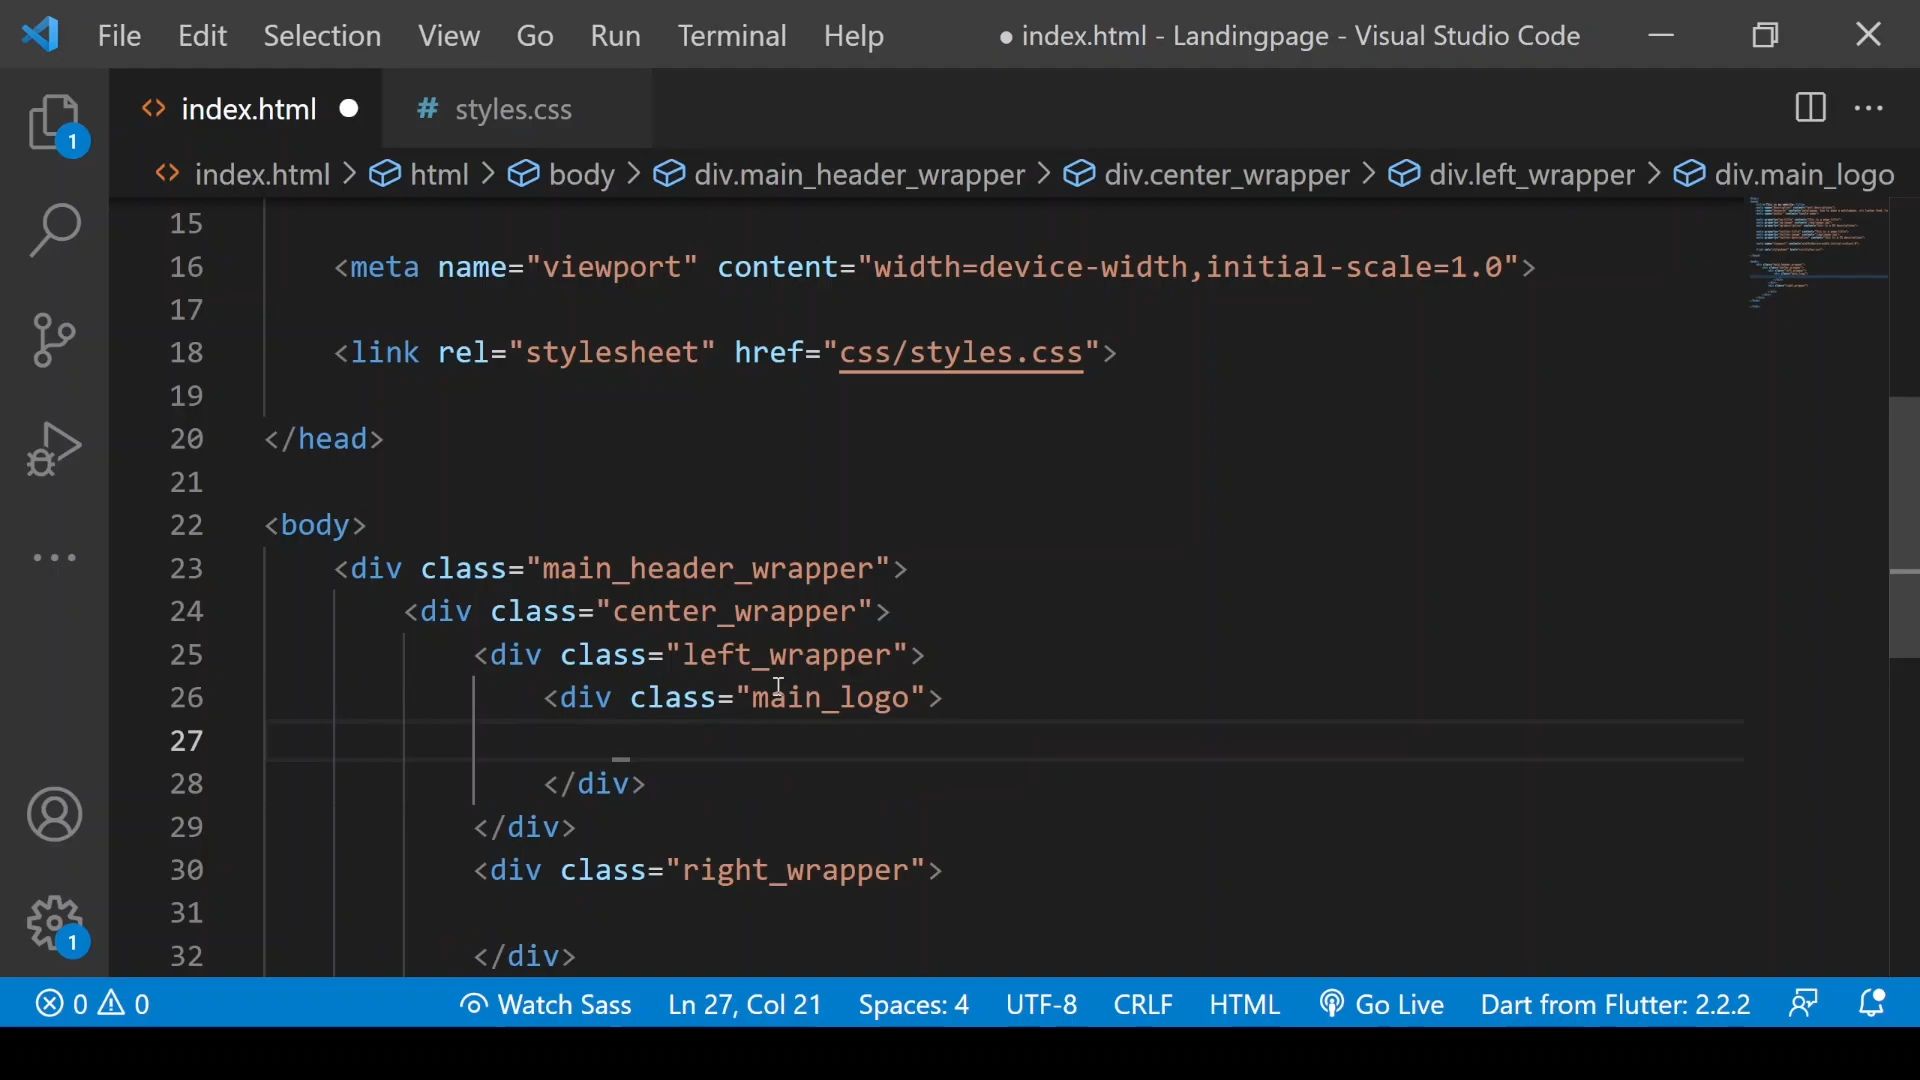 File Edit Selection View Go Run Terminal Help ● index.html - Landingpage - Visual Studio Code
index.html # styles.css
1 index.html > html > body > div.main_header_wrapper > div.center_wrapper > div.left_wrapper > div.main_logo
15
16 <meta name="viewport" content="width=device-width,initial-scale=1.0">
17
18 <link rel="stylesheet" href="css/styles.css">
19
20 </head>
21
22 <body>
23 <div class="main_header_wrapper">
24 <div class="center_wrapper">
25 <div class="left_wrapper">
26 <div class="main_logo">
27
28 </div>
29 </div>
30 <div class="right_wrapper">
31
32 </div>
1
0 0 Watch Sass Ln 27, Col 21 Spaces: 4 UTF-8 CRLF HTML Go Live Dart from Flutter: 2.2.2